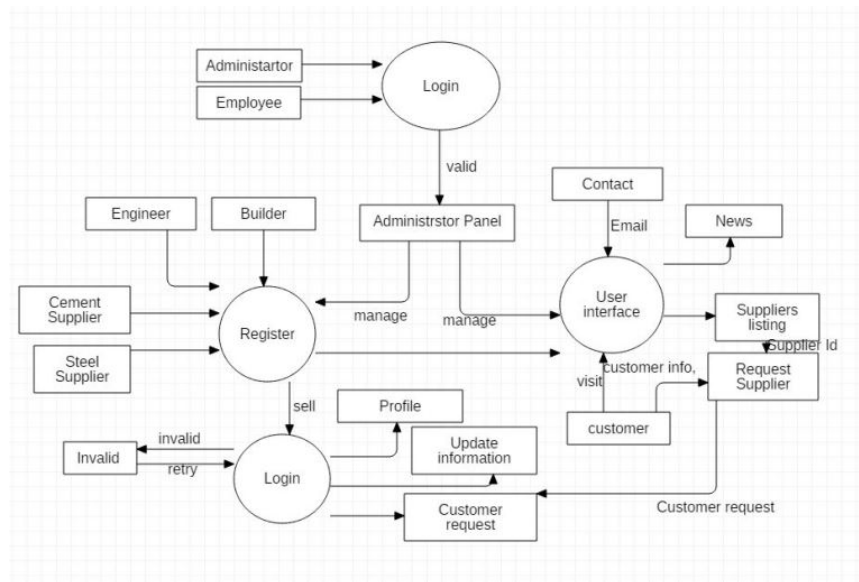 Administartor
Login
Employee
valid
Contact
Engineer
Builder
Administrstor Panel
Email
News
Cement
Supplier
User
interface
Suppliers
listing
manage
manage
Register
Supplier Id
Steel
Supplier
customer info,
visit
Request
Supplier
sell
Profile
customer
invalid
Invalid
retry
Login
Update
information
Customer
request
Customer request